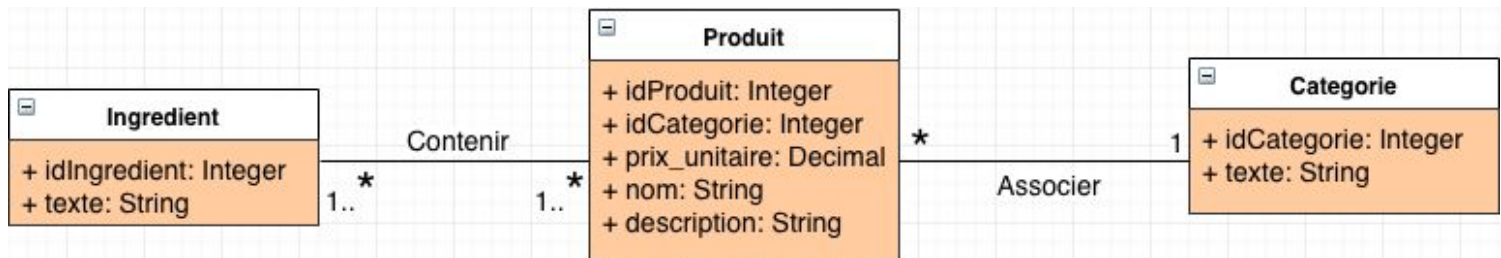 Ingredient
+ idIngredient: Integer
+ texte: String
Contenir
1..*
1..*
Produit
+ idProduit: Integer
+ idCategorie: Integer
+ prix_unitaire: Decimal
+ nom: String
+ description: String
*
1
Associer
Categorie
+ idCategorie: Integer
+ texte: String